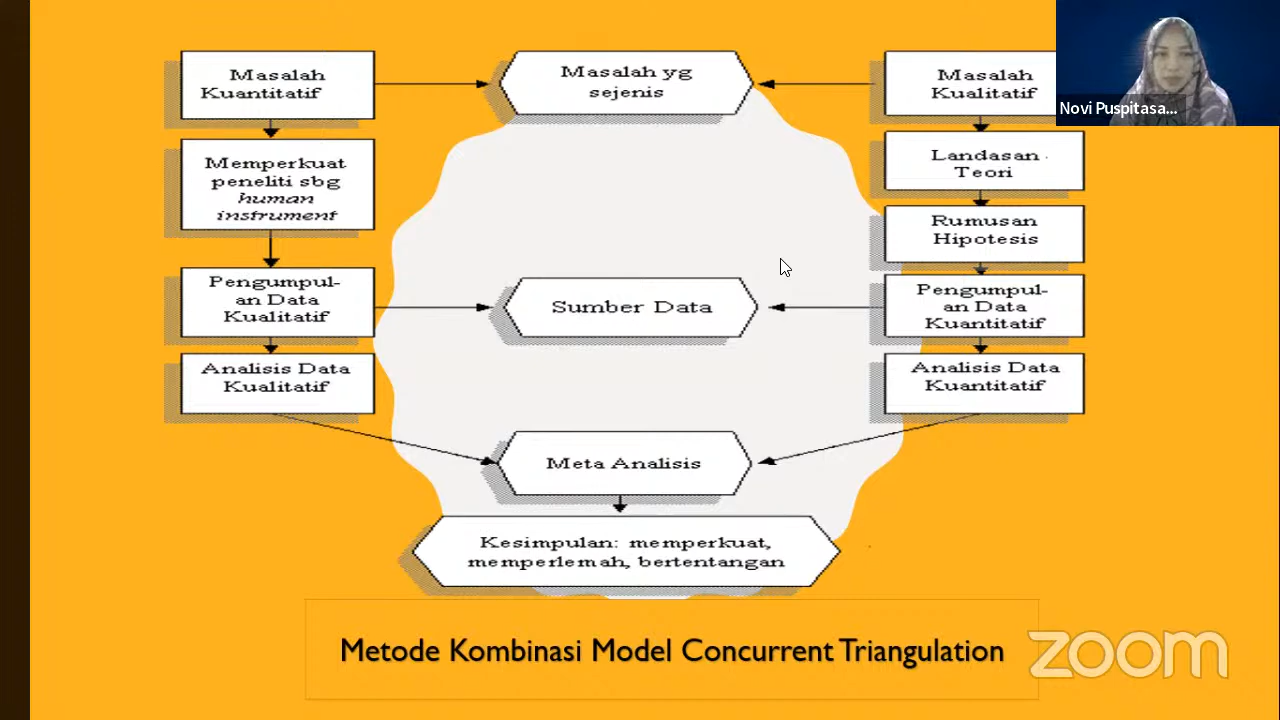 Masalah
Kuantitatif
Memperkuat
peneliti sbg
human
instrument
Pengumpul-
an Data
Kualitatif
Analisis Data
Kualitatif
Masalah yg
sejenis
Sumber Data
Meta Analisis
Kesimpulan: memperkuat,
memperlemah, bertentangan
Masalah
Kualitatif
Landasan
Teori
Rumusan
Hipotesis
Pengumpul-
an Data
Kuantitatif
Analisis Data
Kuantitatif
Novi Puspitasa...
Metode Kombinasi Model Concurrent Triangulation
zoom